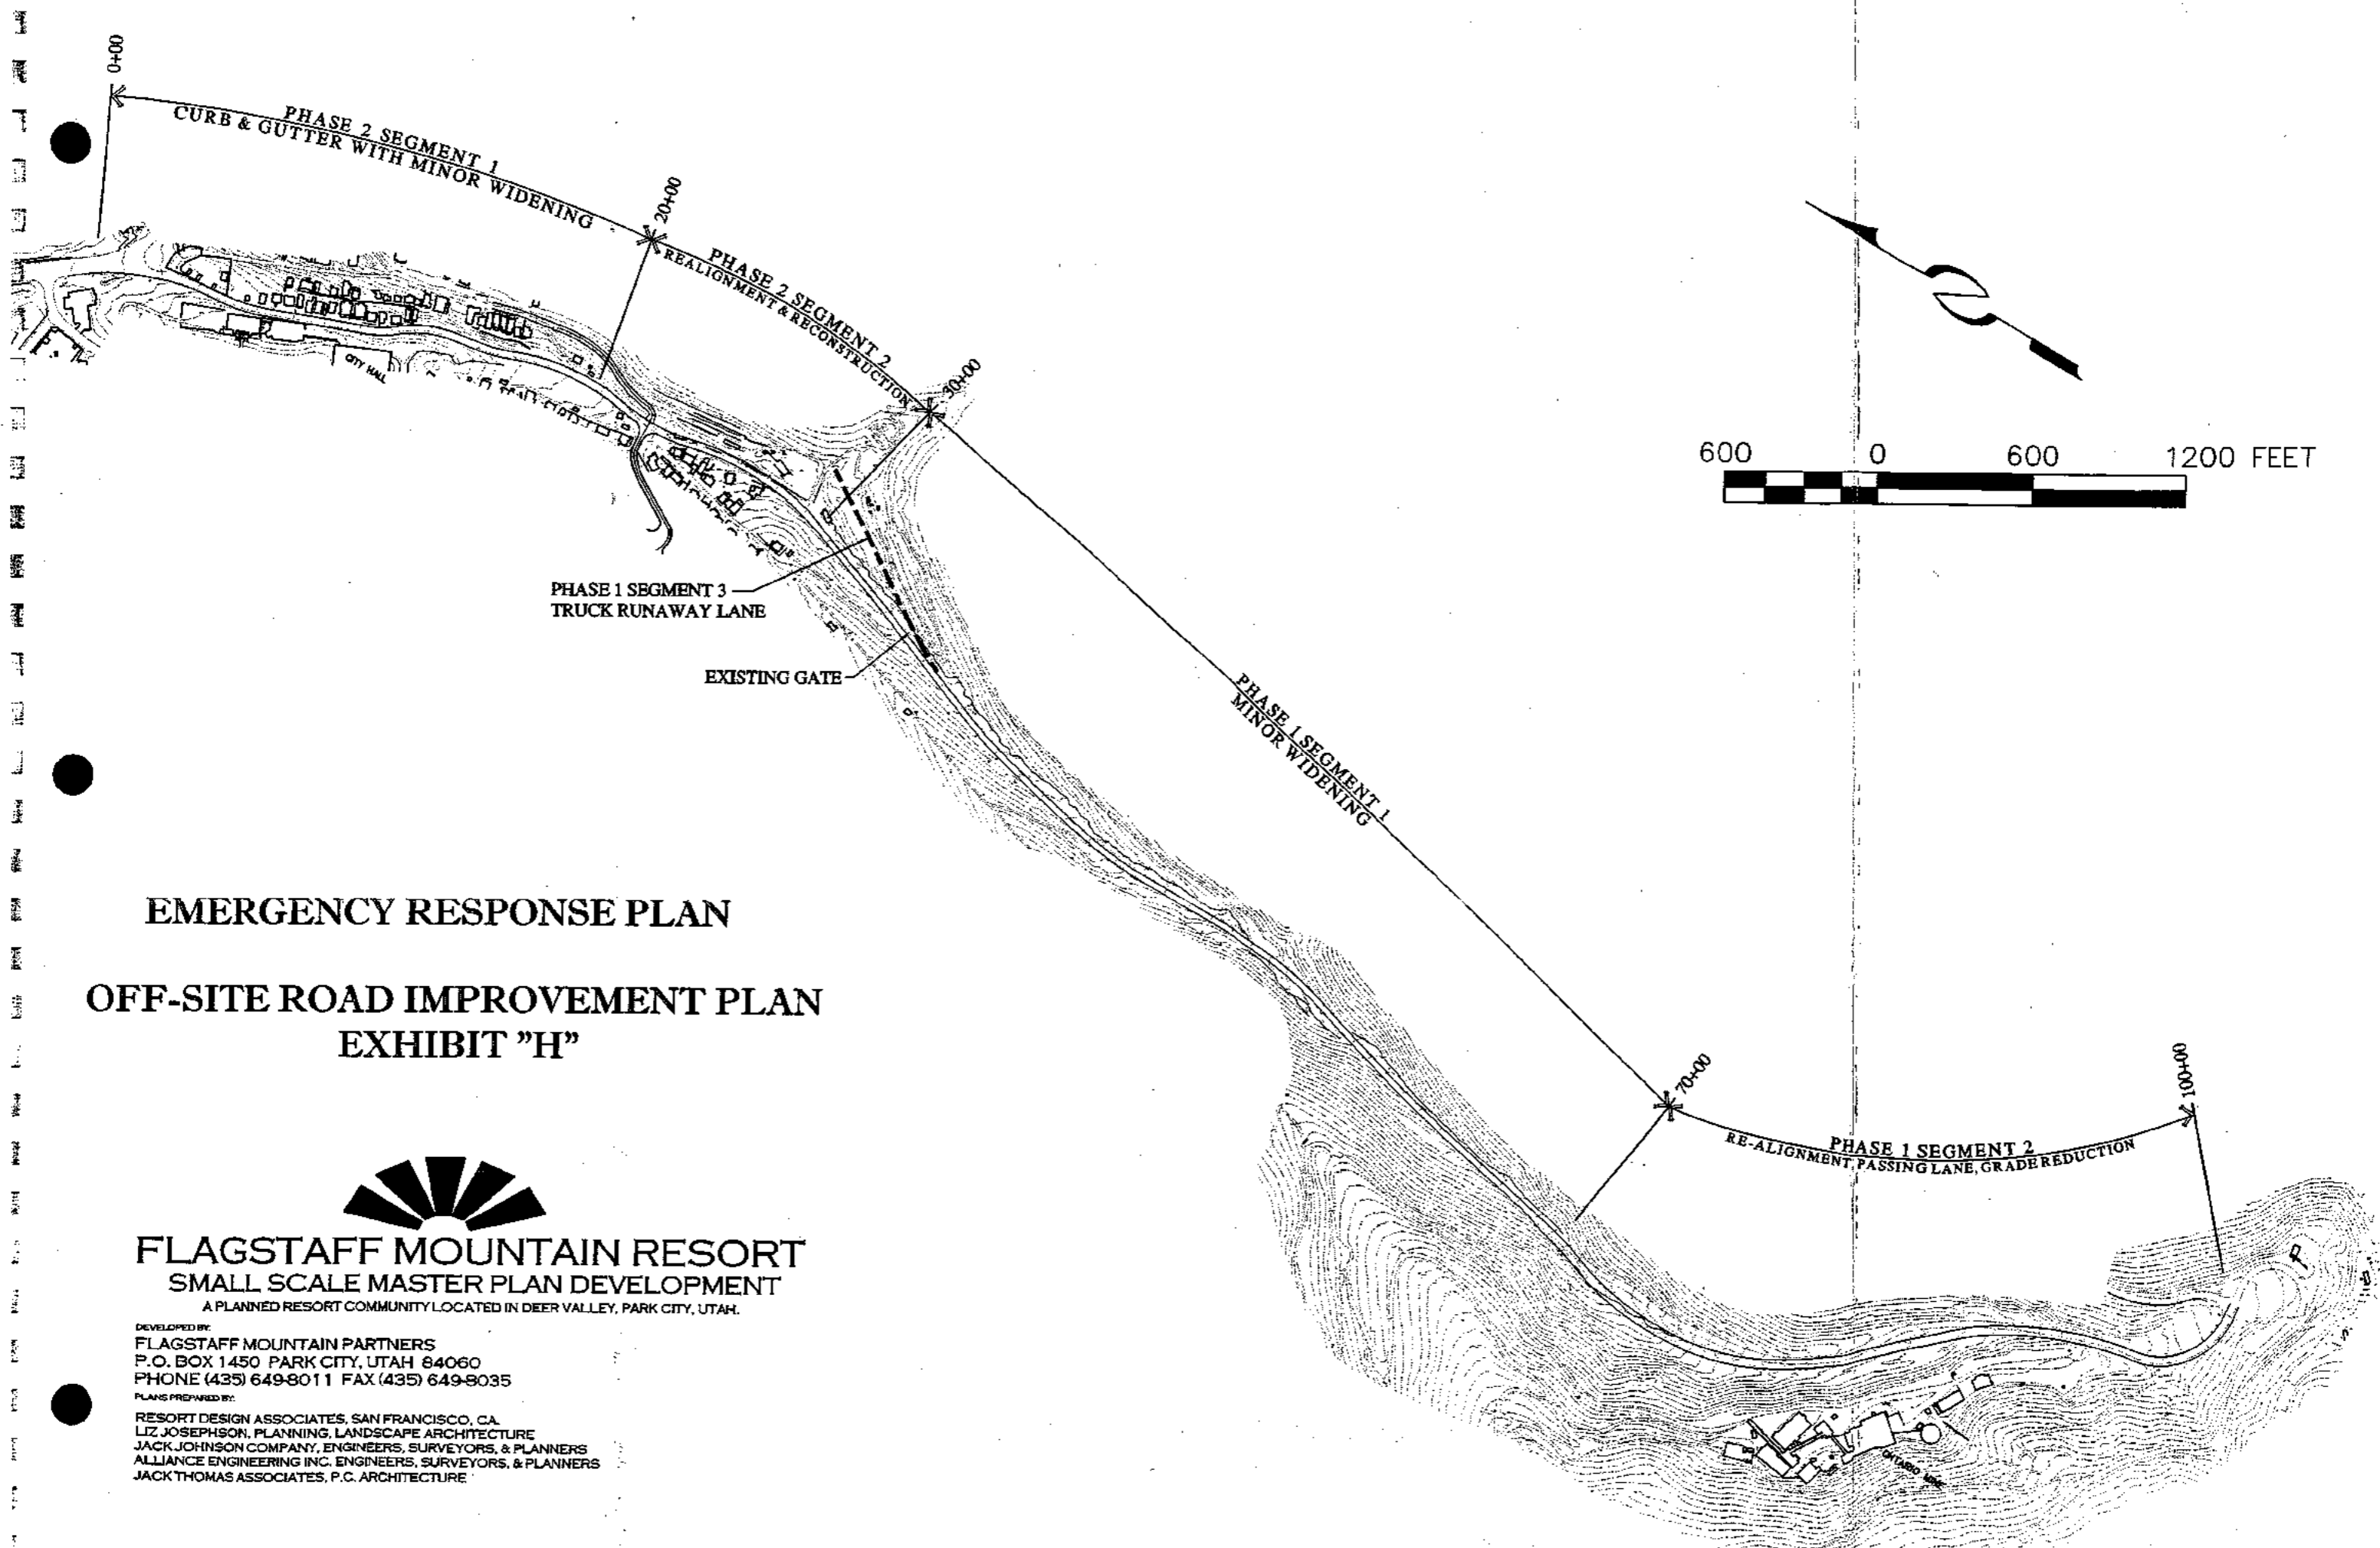 0+00
PHASE 2 SEGMENT 1
CURB & GUTTER WITH MINOR WIDENING
20+00
PHASE 2 SEGMENT 2
REALIGNMENT & RECONSTRUCTION
30+00
CITY HALL
600 0 600 1200 FEET
PHASE 1 SEGMENT 3
TRUCK RUNAWAY LANE
EXISTING GATE
PHASE 1 SEGMENT 1
MINOR WIDENING
70+00
100+00
PHASE 1 SEGMENT 2
RE-ALIGNMENT, PASSING LANE, GRADE REDUCTION
ONTARIO MINE
EMERGENCY RESPONSE PLAN
OFF-SITE ROAD IMPROVEMENT PLAN
EXHIBIT "H"
FLAGSTAFF MOUNTAIN RESORT
SMALL SCALE MASTER PLAN DEVELOPMENT
A PLANNED RESORT COMMUNITY LOCATED IN DEER VALLEY, PARK CITY, UTAH.
DEVELOPED BY:
FLAGSTAFF MOUNTAIN PARTNERS
P.O. BOX 1450 PARK CITY, UTAH 84060
PHONE (435) 649-8011 FAX (435) 649-8035
PLANS PREPARED BY:
RESORT DESIGN ASSOCIATES, SAN FRANCISCO, CA.
LIZ JOSEPHSON, PLANNING, LANDSCAPE ARCHITECTURE
JACK JOHNSON COMPANY, ENGINEERS, SURVEYORS, & PLANNERS
ALLIANCE ENGINEERING INC. ENGINEERS, SURVEYORS, & PLANNERS
JACK THOMAS ASSOCIATES, P.C. ARCHITECTURE